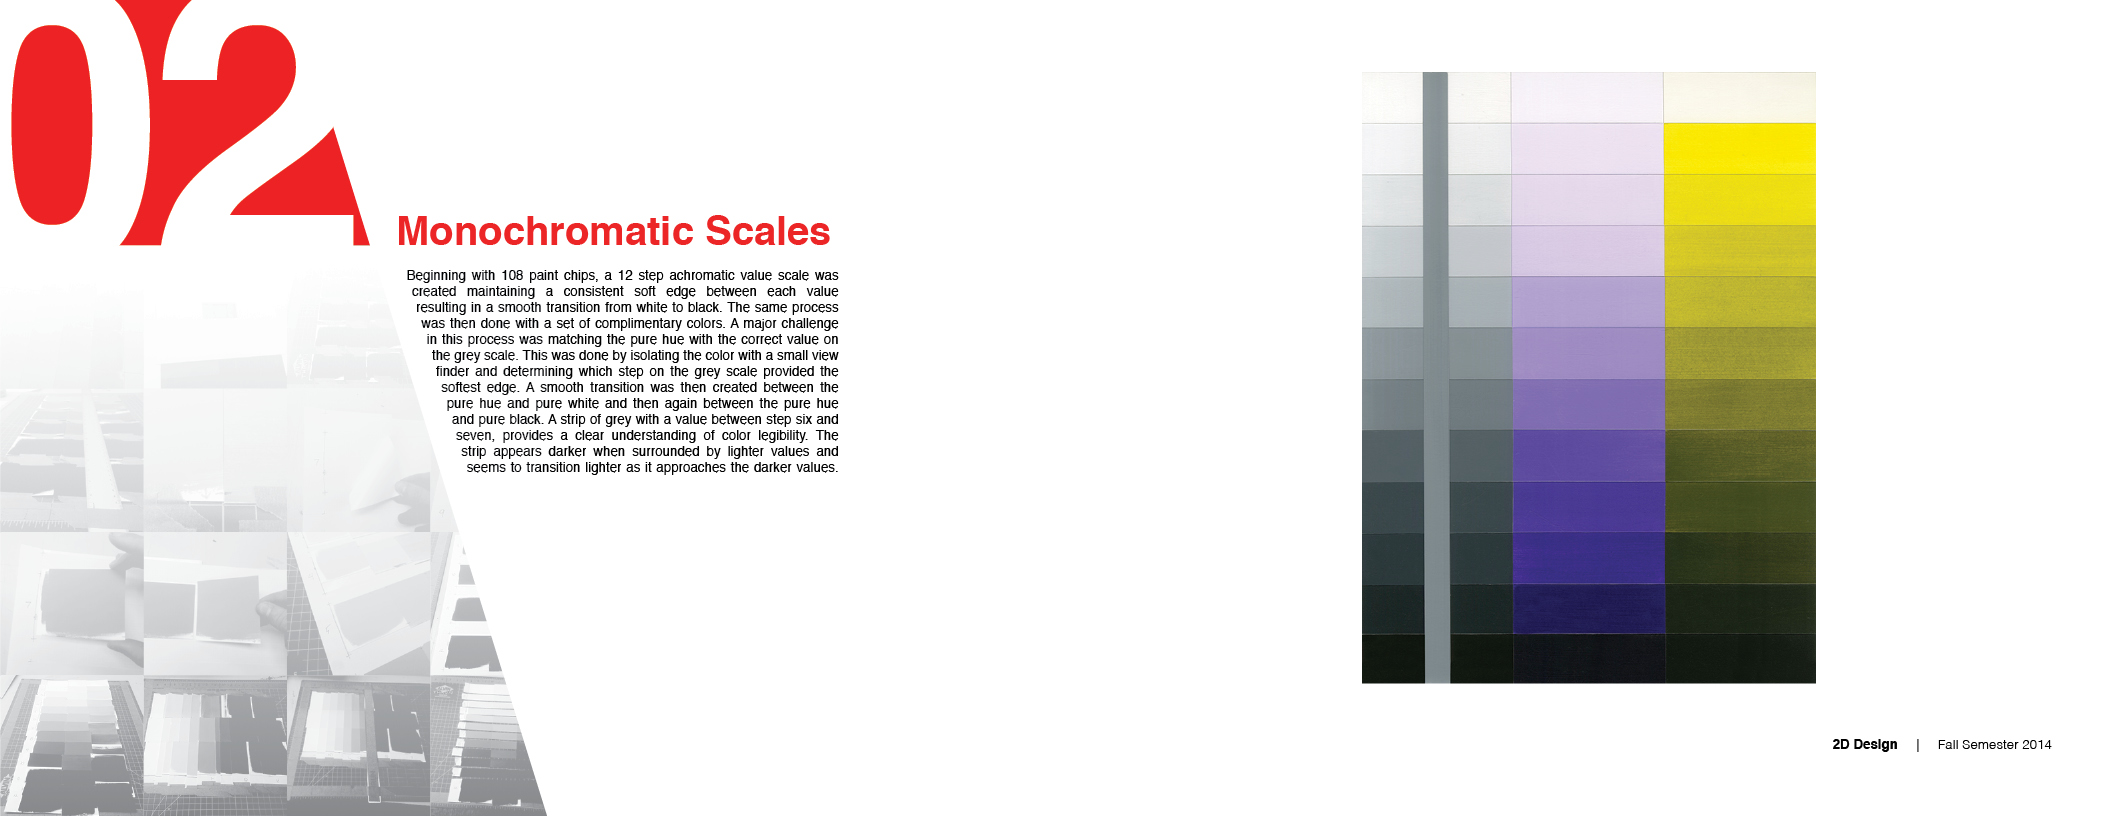 02
Monochromatic Scales
Beginning with 108 paint chips, a 12 step achromatic value scale was
created maintaining a consistent soft edge between each value
resulting in a smooth transition from white to black. The same process
was then done with a set of complimentary colors. A major challenge
in this process was matching the pure hue with the correct value on
the grey scale. This was done by isolating the color with a small view
finder and determining which step on the grey scale provided the
softest edge. A smooth transition was then created between the
pure hue and pure white and then again between the pure hue
and pure black. A strip of grey with a value between step six and
seven, provides a clear understanding of color legibility. The
strip appears darker when surrounded by lighter values and
seems to transition lighter as it approaches the darker values.
2D Design | Fall Semester 2014